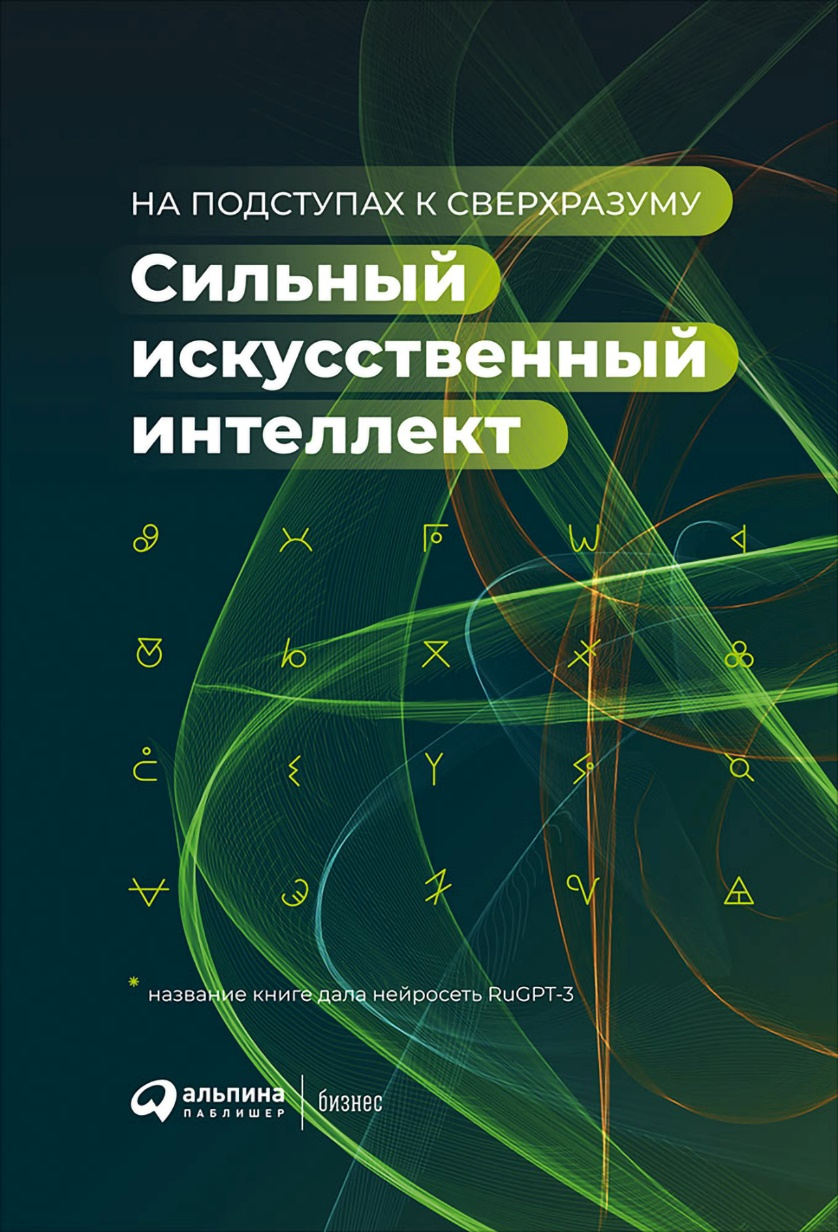 НА ПОДСТУПАХ К СВЕРХРАЗУМУ
Сильный
искусственный
интеллект
* название книге дала нейросеть RuGPT-3
альпина
ПАБЛИШЕР
бизнес